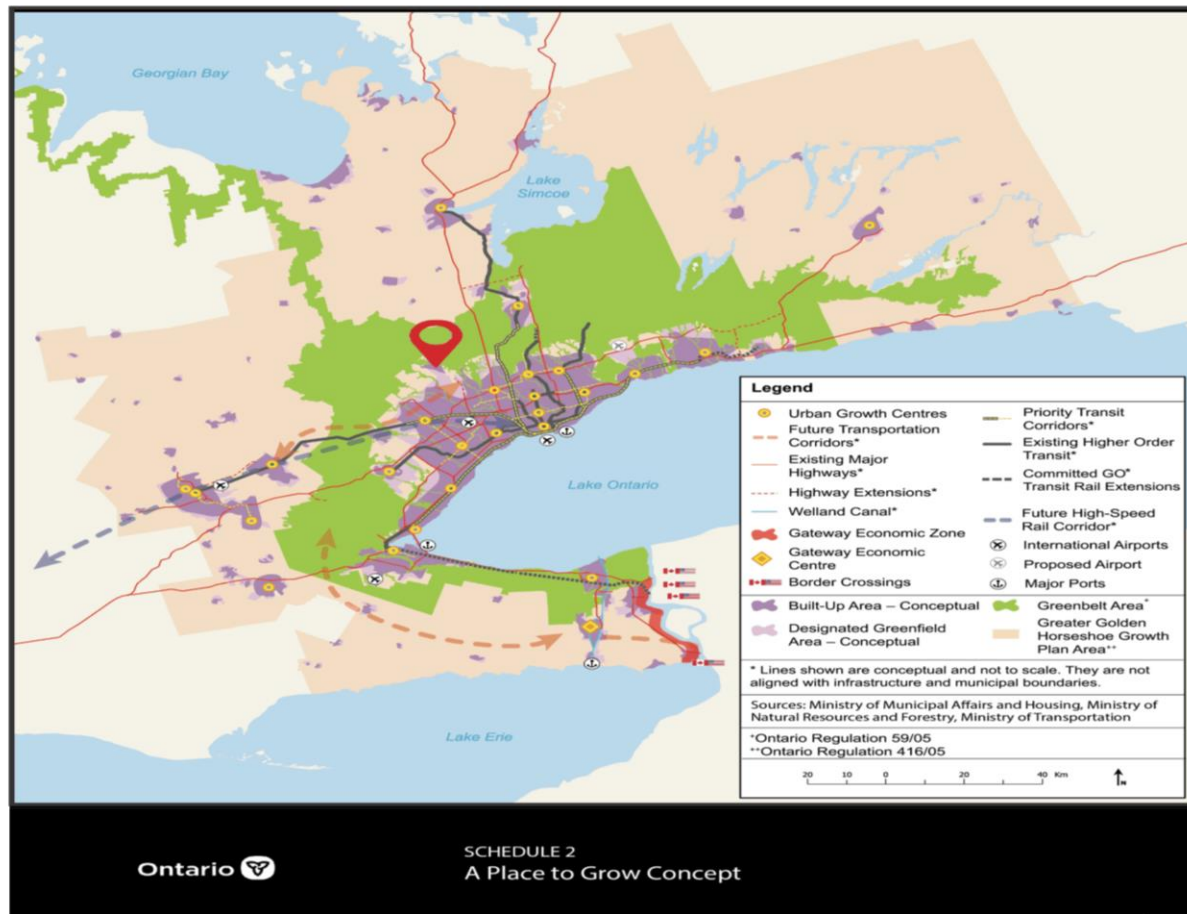 Georgian Bay
Lake
Simcoe
Lake Ontario
Lake Erie
Legend
Urban Growth Centres
Future Transportation
Corridors*
Existing Major
Highways*
Highway Extensions*
Welland Canal*
Gateway Economic Zone
Gateway Economic
Centre
Border Crossings
Priority Transit
Corridors*
Existing Higher Order
Transit*
Committed GO*
Transit Rail Extensions
Future High-Speed
Rail Corridor*
International Airports
Proposed Airport
Major Ports
Built-Up Area – Conceptual
Designated Greenfield
Area – Conceptual
Greenbelt Area+
Greater Golden
Horseshoe Growth
Plan Area++
* Lines shown are conceptual and not to scale. They are not
aligned with infrastructure and municipal boundaries.
Sources: Ministry of Municipal Affairs and Housing, Ministry of
Natural Resources and Forestry, Ministry of Transportation
+Ontario Regulation 59/05
++Ontario Regulation 416/05
20 10 0 20 40 Km
N
Ontario
SCHEDULE 2
A Place to Grow Concept